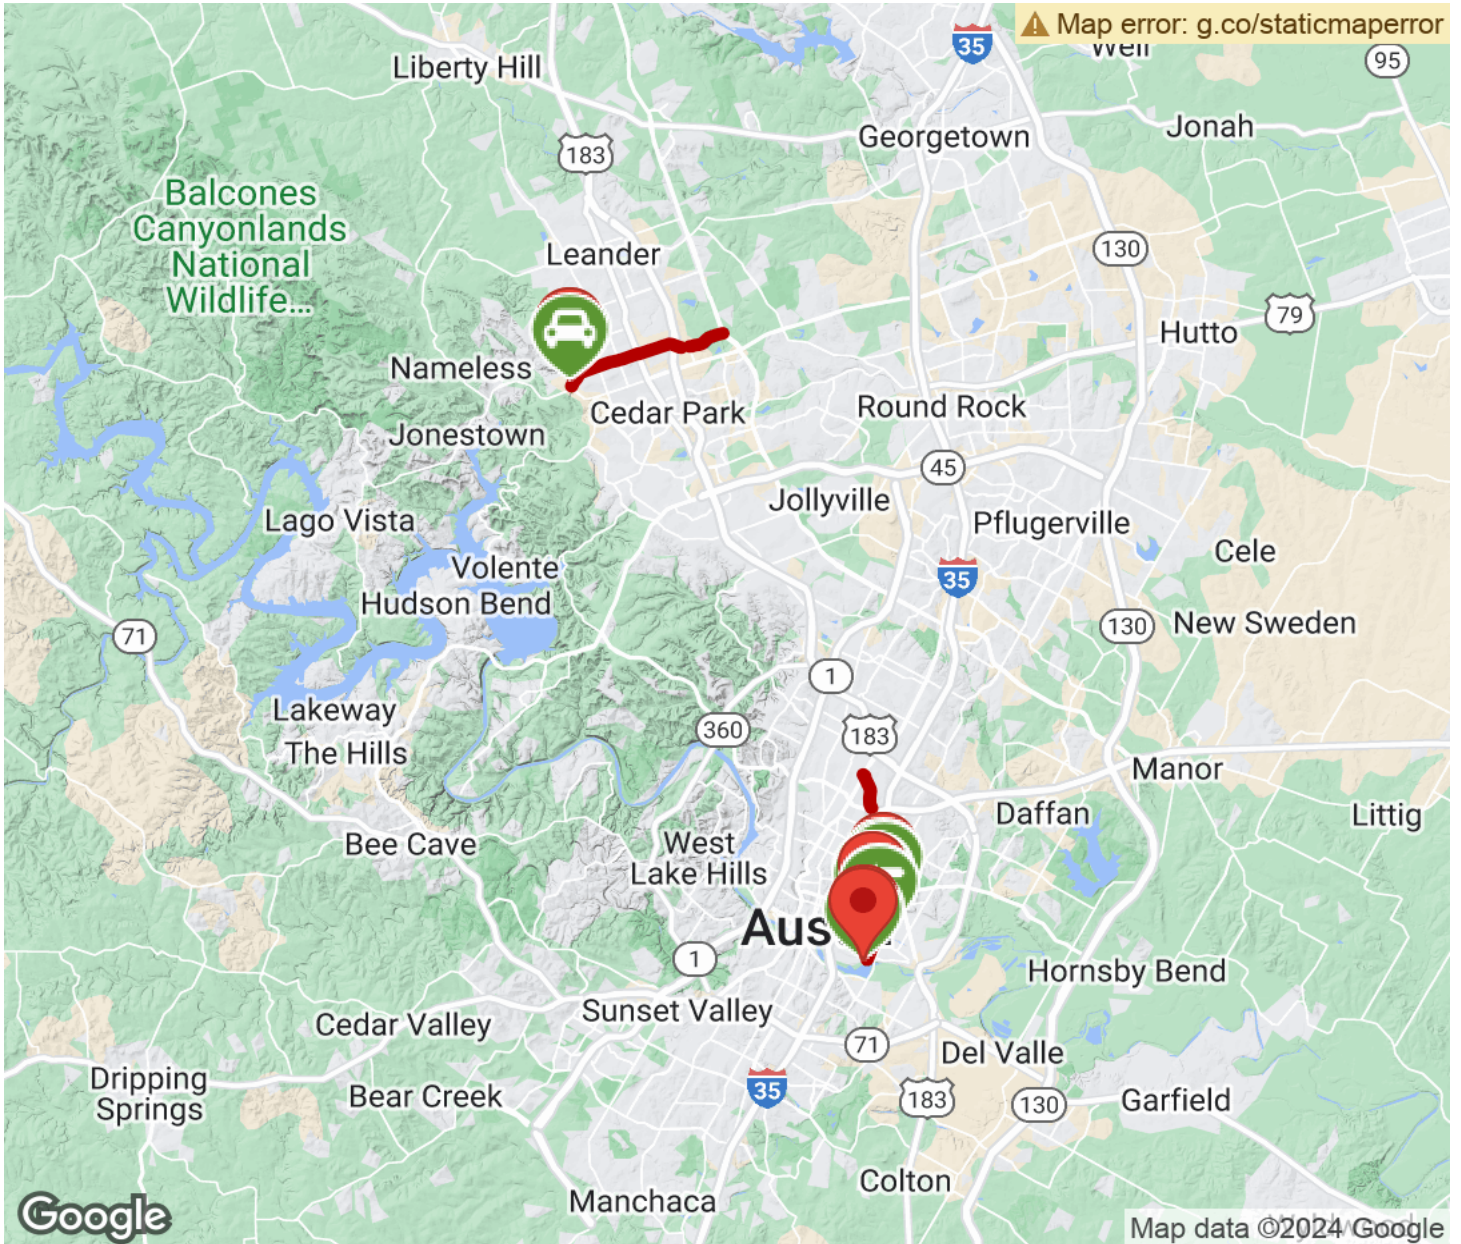 Map error: g.co/staticmaperror
35
Liberty Hill
95
Georgetown
Jonah
183
Balcones
Canyonlands
National
Wildlife...
Leander
130
79
Hutto
Nameless
Cedar Park
Round Rock
Jonestown
45
Jollyville
Pflugerville
Lago Vista
Cele
Volente
35
Hudson Bend
71
130
New Sweden
1
Lakeway
360
183
The Hills
Manor
Daffan
Littig
Bee Cave
West
Lake Hills
Aus
1
Hornsby Bend
Sunset Valley
Cedar Valley
71
Del Valle
Dripping
Springs
Bear Creek
35
183
130
Garfield
Colton
Manchaca
Google
Map data ©2024 Google